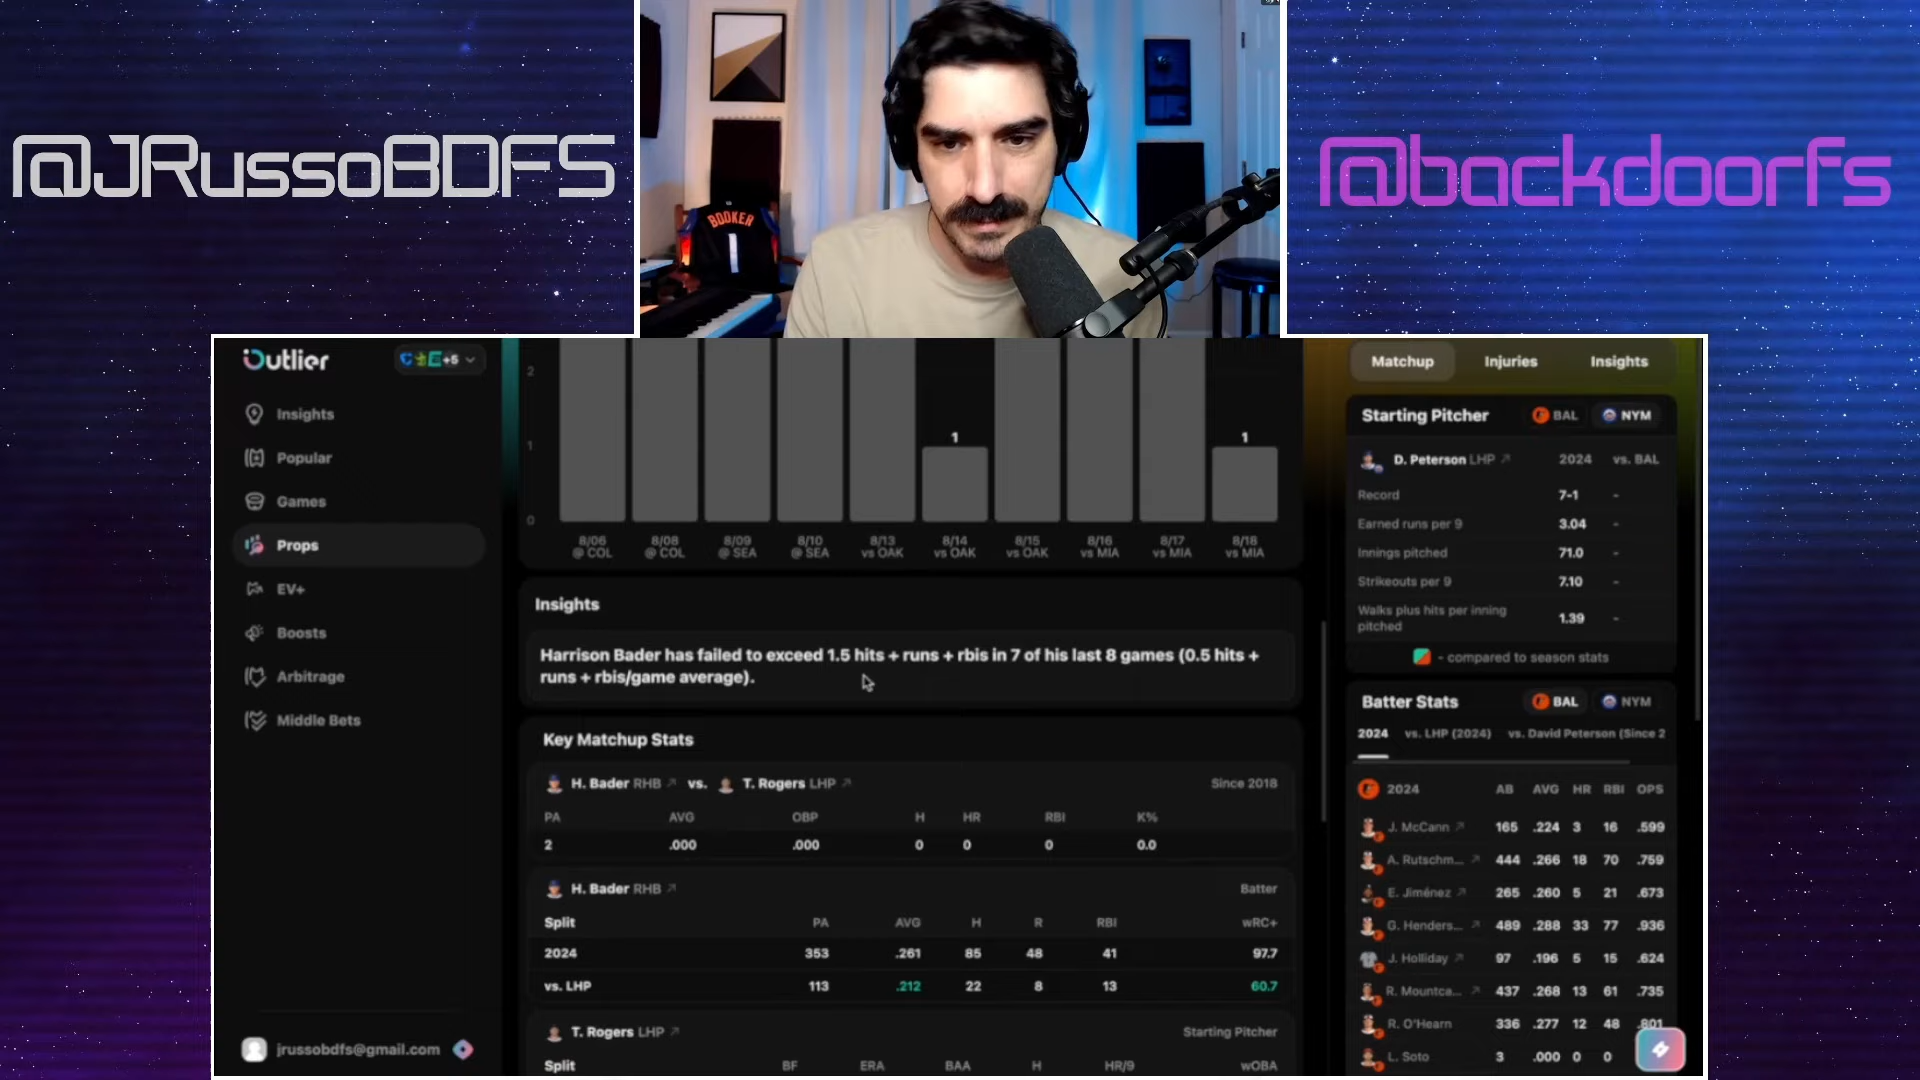 @JRussoBDFS
BOOKER
1
@backdoorfs
Outlier
+5
Insights
Popular
Games
Props
EV+
Boosts
Arbitrage
Middle Bets
jrussobdfs@gmail.com
2
1
0
1
1
8/06 8/08 8/09 8/10 8/13 8/14 8/15 8/16 8/17 8/18
@ COL @ COL @ SEA @ SEA vs OAK vs OAK vs OAK vs MIA vs MIA vs MIA
Insights
Harrison Bader has failed to exceed 1.5 hits + runs + rbis in 7 of his last 8 games (0.5 hits +
runs + rbis/game average).
Key Matchup Stats
H. Bader RHB vs. T. Rogers LHP Since 2018
PA AVG OBP H HR RBI K%
2 .000 .000 0 0 0 0.0
H. Bader RHB Batter
Split PA AVG H R RBI wRC+
2024 353 .261 85 48 41 97.7
vs. LHP 113 .212 22 8 13 60.7
T. Rogers LHP Starting Pitcher
Split BF ERA BAA H HR/9 wOBA
Matchup Injuries Insights
Starting Pitcher BAL NYM
D. Peterson LHP 2024 vs. BAL
Record 7-1 -
Earned runs per 9 3.04 -
Innings pitched 71.0 -
Strikeouts per 9 7.10 -
Walks plus hits per inning
pitched 1.39 -
- compared to season stats
Batter Stats BAL NYM
2024 vs. LHP (2024) vs. David Peterson (Since 2
2024 AB AVG HR RBI OPS
J. McCann 165 .224 3 16 .599
A. Rutschm... 444 .266 18 70 .759
E. Jiménez 265 .260 5 21 .673
G. Henders... 489 .288 33 77 .936
J. Holliday 97 .196 5 15 .624
R. Mountca... 437 .268 13 61 .735
R. O'Hearn 336 .277 12 48 .801
L. Soto 3 .000 0 0